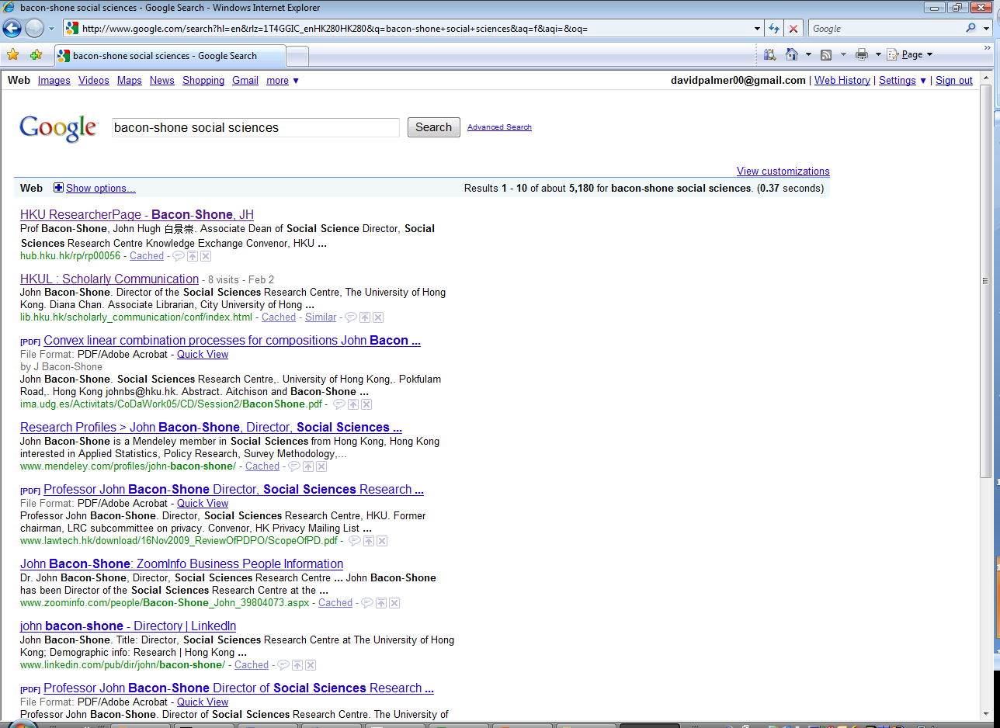 bacon-shone social sciences - Google Search - Windows Internet Explorer
http://www.google.com/search?hl=en&rlz=1T4GGIC_enHK280HK280&q=bacon-shone+social+sciences&aq=f&aqi=&oq=
Google
bacon-shone social sciences - Google Search
Page
Web Images Videos Maps News Shopping Gmail more ▼
davidpalmer00@gmail.com | Web History | Settings ▼ | Sign out
Google
bacon-shone social sciences
Search
Advanced Search
View customizations
Web Show options...
Results 1 - 10 of about 5,180 for bacon-shone social sciences. (0.37 seconds)
HKU ResearcherPage - Bacon-Shone, JH
Prof Bacon-Shone, John Hugh 白景崇. Associate Dean of Social Science Director, Social
Sciences Research Centre Knowledge Exchange Convenor, HKU ...
hub.hku.hk/rp/rp00056 - Cached -
HKUL : Scholarly Communication - 8 visits - Feb 2
John Bacon-Shone. Director of the Social Sciences Research Centre, The University of Hong
Kong. Diana Chan. Associate Librarian, City University of Hong ...
lib.hku.hk/scholarly_communication/conf/index.html - Cached - Similar -
[PDF] Convex linear combination processes for compositions John Bacon ...
File Format: PDF/Adobe Acrobat - Quick View
by J Bacon-Shone
John Bacon-Shone. Social Sciences Research Centre,. University of Hong Kong,. Pokfulam
Road,. Hong Kong johnbs@hku.hk. Abstract. Aitchison and Bacon-Shone ...
ima.udg.es/Activitats/CoDaWork05/CD/Session2/BaconShone.pdf -
Research Profiles > John Bacon-Shone, Director, Social Sciences ...
John Bacon-Shone is a Mendeley member in Social Sciences from Hong Kong, Hong Kong
interested in Applied Statistics, Policy Research, Survey Methodology,...
www.mendeley.com/profiles/john-bacon-shone/ - Cached -
[PDF] Professor John Bacon-Shone Director, Social Sciences Research ...
File Format: PDF/Adobe Acrobat - Quick View
Professor John Bacon-Shone. Director, Social Sciences Research Centre, HKU. Former
chairman, LRC subcommittee on privacy. Convenor, HK Privacy Mailing List ...
www.lawtech.hk/download/16Nov2009_ReviewOfPDPO/ScopeOfPD.pdf -
John Bacon-Shone: ZoomInfo Business People Information
Dr. John Bacon-Shone, Director, Social Sciences Research Centre ... John Bacon-Shone
has been Director of the Social Sciences Research Centre at the ...
www.zoominfo.com/people/Bacon-Shone_John_39804073.aspx - Cached -
john bacon-shone - Directory | LinkedIn
John Bacon-Shone. Title: Director, Social Sciences Research Centre at The University of Hong
Kong; Demographic info: Research | Hong Kong ...
www.linkedin.com/pub/dir/john/bacon-shone/ - Cached -
[PDF] Professor John Bacon-Shone Director of Social Sciences Research ...
File Format: PDF/Adobe Acrobat - Quick View
Professor John Bacon-Shone. Director of Social Sciences Research Centre. The University of